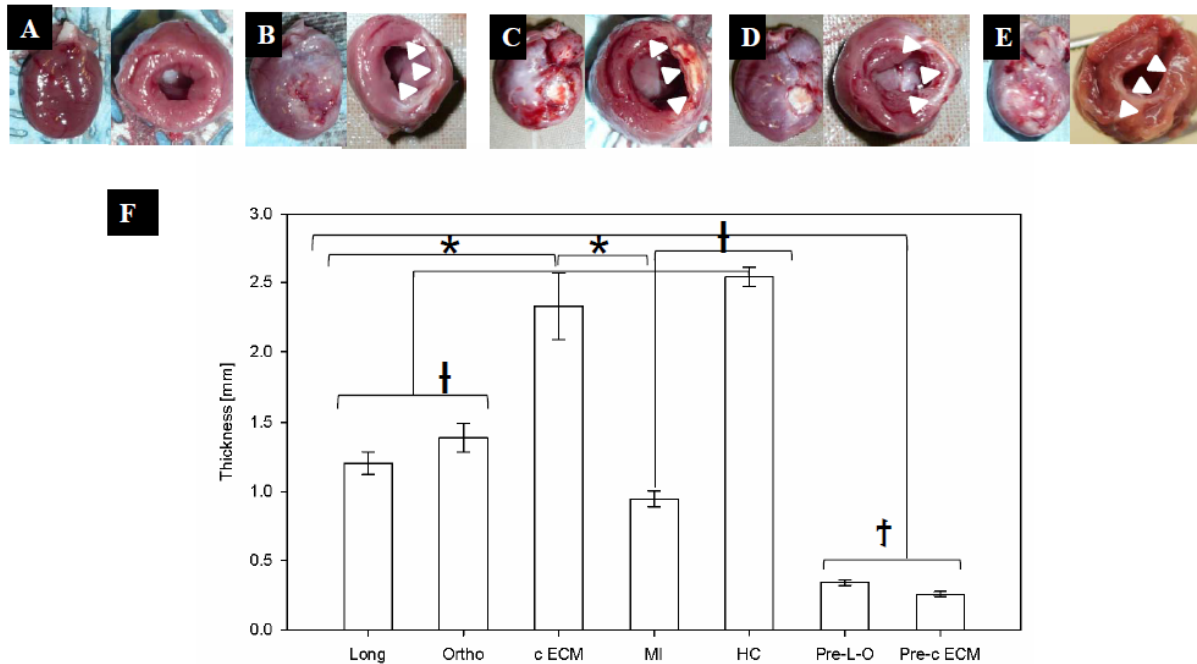 A B C D E
F
3.0
* * ƚ
2.5
2.0
ƚ
1.5
1.0
†
0.5
0.0
Thickness [mm]
Long Ortho c ECM MI HC Pre-L-O Pre-c ECM